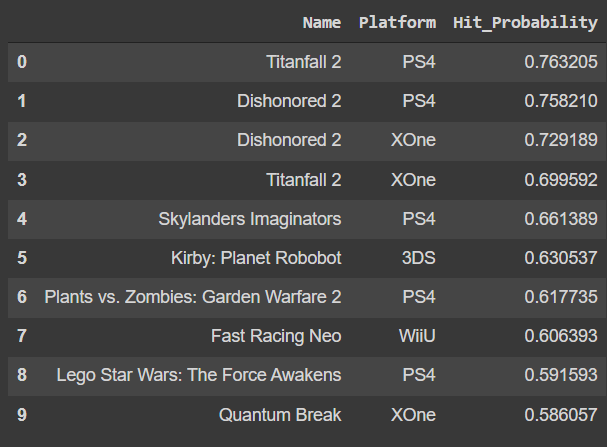 Name Platform Hit_Probability
0 Titanfall 2 PS4 0.763205
1 Dishonored 2 PS4 0.758210
2 Dishonored 2 XOne 0.729189
3 Titanfall 2 XOne 0.699592
4 Skylanders Imaginators PS4 0.661389
5 Kirby: Planet Robobot 3DS 0.630537
6 Plants vs. Zombies: Garden Warfare 2 PS4 0.617735
7 Fast Racing Neo WiiU 0.606393
8 Lego Star Wars: The Force Awakens PS4 0.591593
9 Quantum Break XOne 0.586057